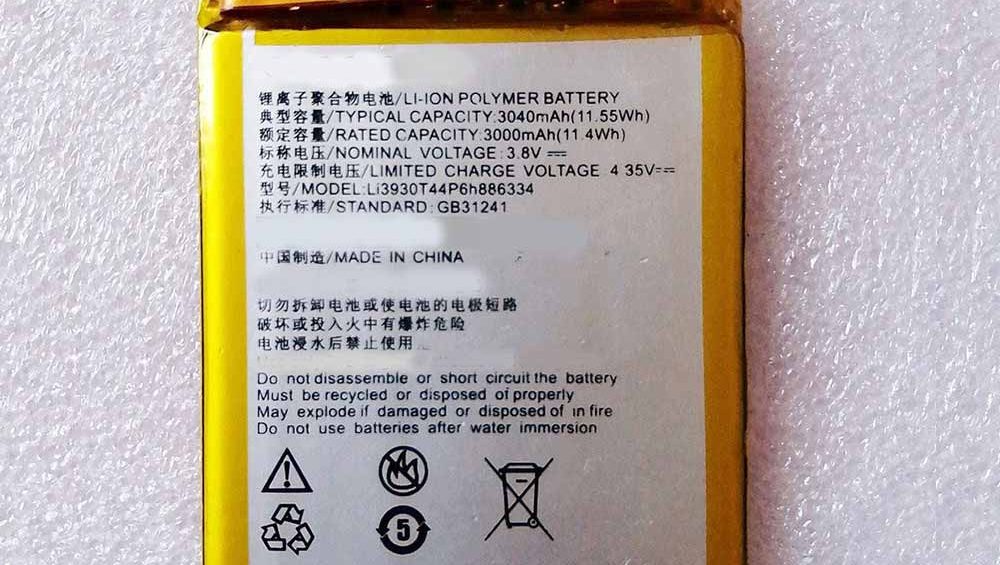 锂离子聚合物电池/LI-ION POLYMER BATTERY
典型容量/TYPICAL CAPACITY:3040mAh(11.55Wh)
额定容量/RATED CAPACITY:3000mAh(11.4Wh)
标称电压/NOMINAL VOLTAGE:3.8V ⎓
充电限制电压/LIMITED CHARGE VOLTAGE 4 35V⎓
型号/MODEL:Li3930T44P6h886334
执行标准/STANDARD:GB31241
中国制造/MADE IN CHINA
切勿拆卸电池或使电池的电极短路
破坏或投入火中有爆炸危险
电池浸水后禁止使用
Do not disassemble or short circuit the battery
Must be recycled or disposed of properly
May explode if damaged or disposed of in fire
Do not use batteries after water immersion
5